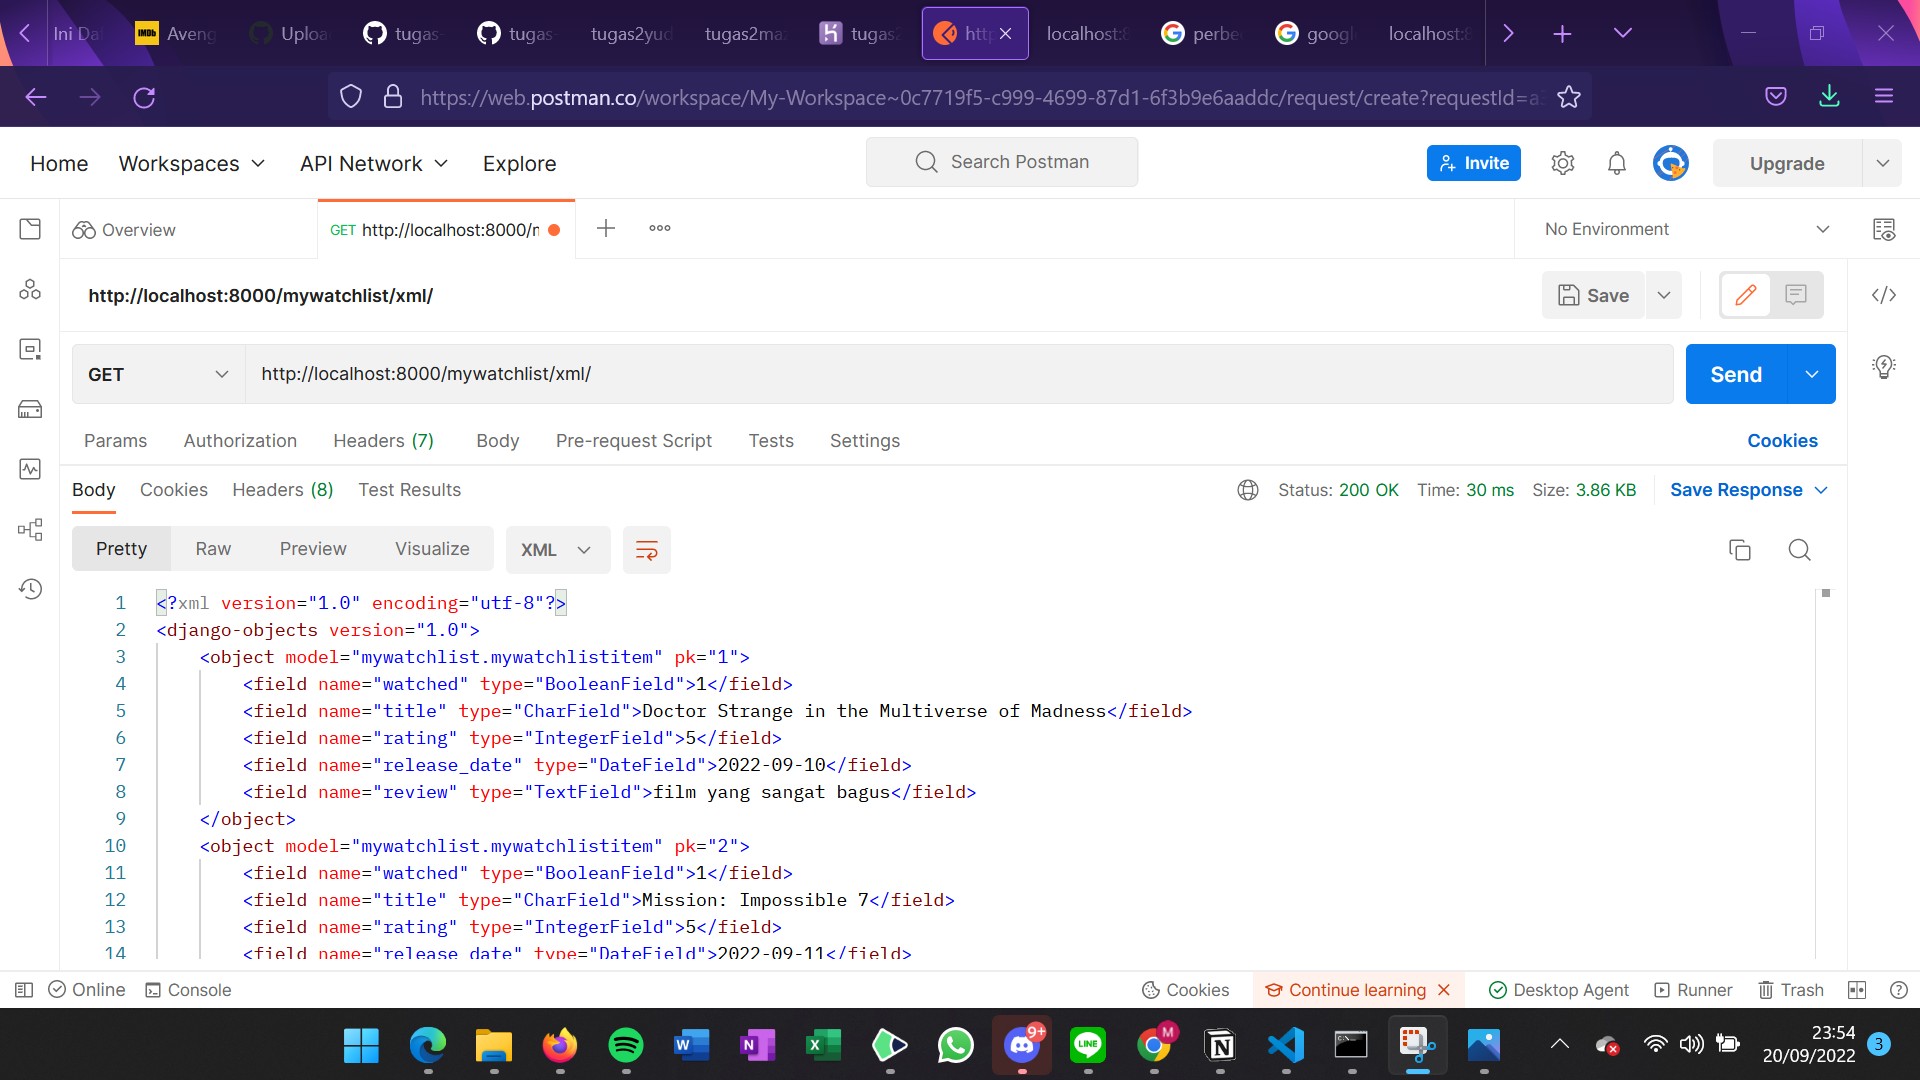 Ini Da
IMDb Aveng
Uploa
tugas
tugas
tugas2yud
tugas2ma
tugas2
htt
localhost:8
perbe
googl
localhost:8
https://web.postman.co/workspace/My-Workspace~0c7719f5-c999-4699-87d1-6f3b9e6aaddc/request/create?requestId=a
Home Workspaces API Network Explore Search Postman Invite Upgrade
Overview GET http://localhost:8000/ No Environment
http://localhost:8000/mywatchlist/xml/ Save
GET http://localhost:8000/mywatchlist/xml/ Send
Params Authorization Headers (7) Body Pre-request Script Tests Settings Cookies
Body Cookies Headers (8) Test Results Status: 200 OK Time: 30 ms Size: 3.86 KB Save Response
Pretty Raw Preview Visualize XML
1 <?xml version="1.0" encoding="utf-8"?>
2 <django-objects version="1.0">
3 <object model="mywatchlist.mywatchlistitem" pk="1">
4 <field name="watched" type="BooleanField">1</field>
5 <field name="title" type="CharField">Doctor Strange in the Multiverse of Madness</field>
6 <field name="rating" type="IntegerField">5</field>
7 <field name="release_date" type="DateField">2022-09-10</field>
8 <field name="review" type="TextField">film yang sangat bagus</field>
9 </object>
10 <object model="mywatchlist.mywatchlistitem" pk="2">
11 <field name="watched" type="BooleanField">1</field>
12 <field name="title" type="CharField">Mission: Impossible 7</field>
13 <field name="rating" type="IntegerField">5</field>
14 <field name="release_date" type="DateField">2022-09-11</field>
Online Console Cookies Continue learning Desktop Agent Runner Trash
9+ M
LINE
23:54
20/09/2022 3